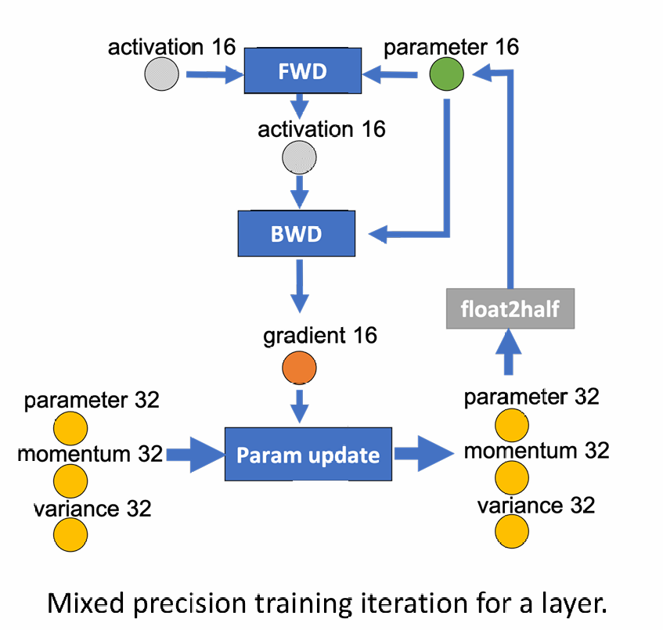 activation 16
parameter 16
FWD
activation 16
BWD
float2half
gradient 16
parameter 32
momentum 32
variance 32
Param update
parameter 32
momentum 32
variance 32
Mixed precision training iteration for a layer.